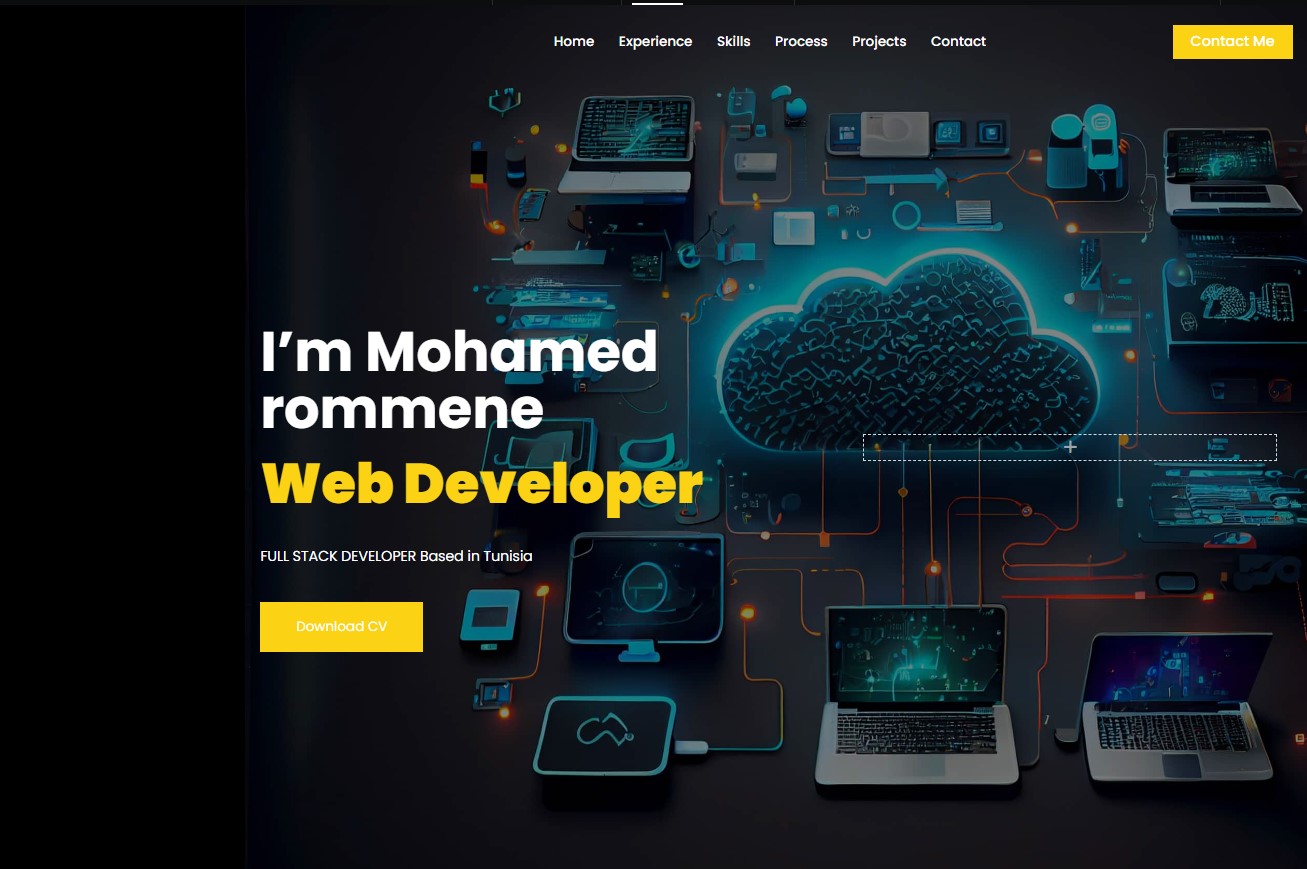 Home Experience Skills Process Projects Contact
Contact Me
I’m Mohamed
rommene
Web Developer
FULL STACK DEVELOPER Based in Tunisia
Download CV